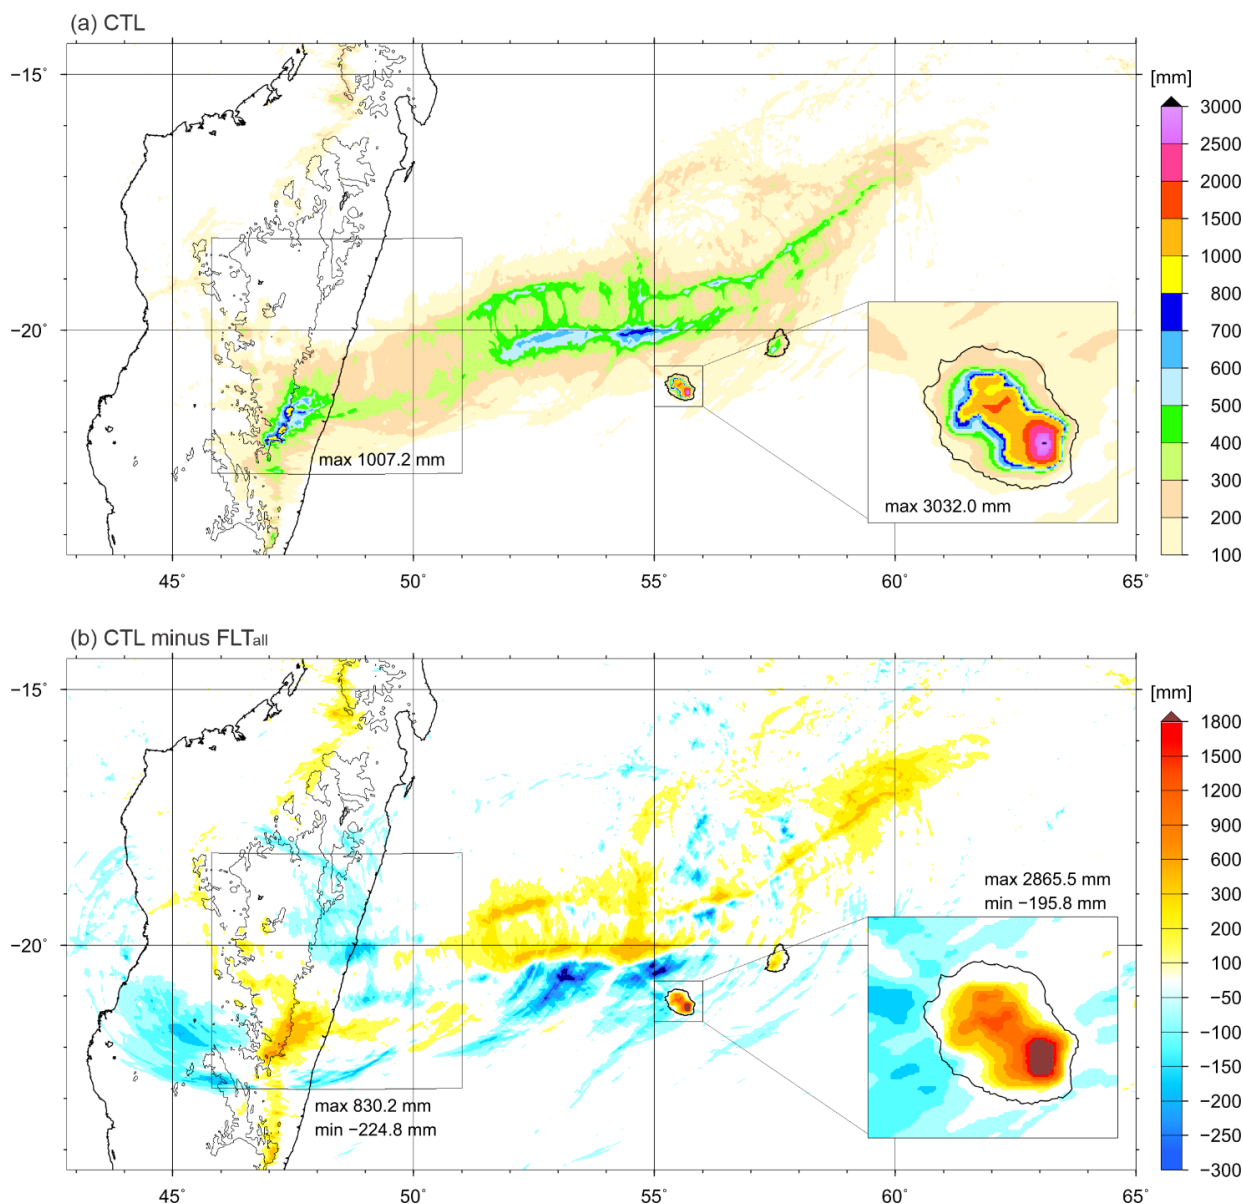 (a) CTL
[mm]
−15˚
−20˚
45˚ 50˚ 55˚ 60˚ 65˚
max 1007.2 mm
max 3032.0 mm
3000
2500
2000
1500
1000
800
700
600
500
400
300
200
100
(b) CTL minus FLTall
[mm]
−15˚
−20˚
45˚ 50˚ 55˚ 60˚ 65˚
max 2865.5 mm
min −195.8 mm
max 830.2 mm
min −224.8 mm
1800
1500
1200
900
600
300
200
100
−50
−100
−200
−250
−300